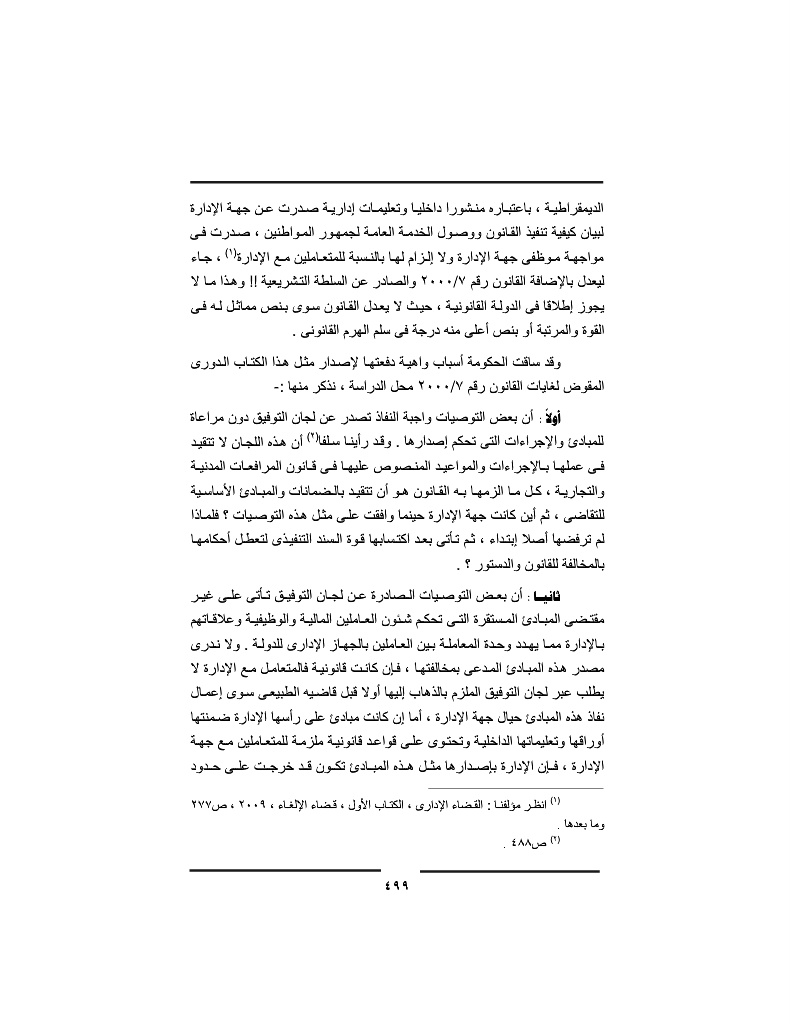 الديمقراطية ، باعتباره منشورا داخليا وتعليمات إدارية صدرت عن جهة الإدارة
لبيان كيفية تنفيذ القانون ووصول الخدمة العامة لجمهور المواطنين ، صدرت فى
مواجهة موظفى جهة الإدارة ولا إلزام لها بالنسبة للمتعاملين مع الإدارة(١) ، جاء
ليعدل بالإضافة القانون رقم ٢٠٠٠/٧ والصادر عن السلطة التشريعية !! وهذا ما لا
يجوز إطلاقا فى الدولة القانونية ، حيث لا يعدل القانون سوى بنص مماثل له فى
القوة والمرتبة أو بنص أعلى منه درجة فى سلم الهرم القانونى .
وقد ساقت الحكومة أسباب واهية دفعتها لإصدار مثل هذا الكتاب الدورى
المقوض لغايات القانون رقم ٢٠٠٠/٧ محل الدراسة ، نذكر منها :-
أولاً : أن بعض التوصيات واجبة النفاذ تصدر عن لجان التوفيق دون مراعاة
للمبادئ والإجراءات التى تحكم إصدارها . وقد رأينا سلفا(٢) أن هذه اللجان لا تتقيد
فى عملها بالإجراءات والمواعيد المنصوص عليها فى قانون المرافعات المدنية
والتجارية ، كل ما الزمها به القانون هو أن تتقيد بالضمانات والمبادئ الأساسية
للتقاضى ، ثم أين كانت جهة الإدارة حينما وافقت على مثل هذه التوصيات ؟ فلماذا
لم ترفضها أصلا إبتداء ، ثم تأتى بعد اكتسابها قوة السند التنفيذى لتعطل أحكامها
بالمخالفة للقانون والدستور ؟ .
ثانيا : أن بعض التوصيات الصادرة عن لجان التوفيق تأتى على غير
مقتضى المبادئ المستقرة التى تحكم شئون العاملين المالية والوظيفية وعلاقاتهم
بالإدارة مما يهدد وحدة المعاملة بين العاملين بالجهاز الإدارى للدولة . ولا ندرى
مصدر هذه المبادئ المدعى بمخالفتها ، فإن كانت قانونية فالمتعامل مع الإدارة لا
يطلب عبر لجان التوفيق الملزم بالذهاب إليها أولا قبل قاضيه الطبيعى سوى إعمال
نفاذ هذه المبادئ حيال جهة الإدارة ، أما إن كانت مبادئ على رأسها الإدارة ضمنتها
أوراقها وتعليماتها الداخلية وتحتوى على قواعد قانونية ملزمة للمتعاملين مع جهة
الإدارة ، فإن الإدارة بإصدارها مثل هذه المبادئ تكون قد خرجت على حدود
(١) انظر مؤلفنا : القضاء الإدارى ، الكتاب الأول ، قضاء الإلغاء ، ٢٠٠٩ ، ص٢٧٧
وما بعدها .
(٢) ص٤٨٨ .
٤٩٩